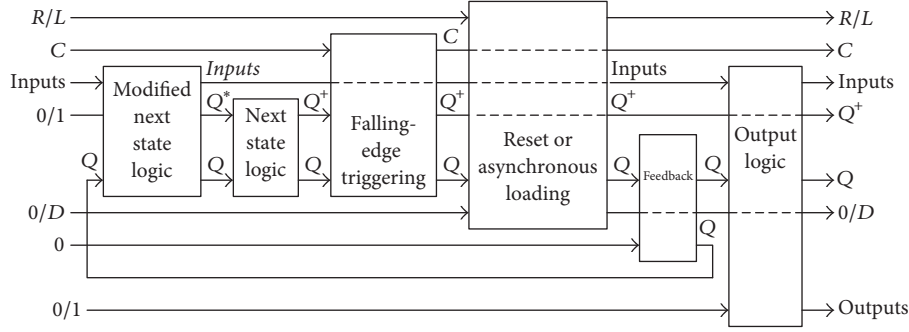 R/L
R/L
C
C
C
Inputs
Inputs
Inputs
Inputs
Modified
next
state
logic
0/1
Q*
Next
state
logic
Q⁺
Falling-
edge
triggering
Q⁺
Reset or
asynchronous
loading
Q⁺
Output
logic
Q⁺
Q
Q
Q
Q
Q
Feedback
Q
Q
0/D
0/D
0
Q
0/1
Outputs